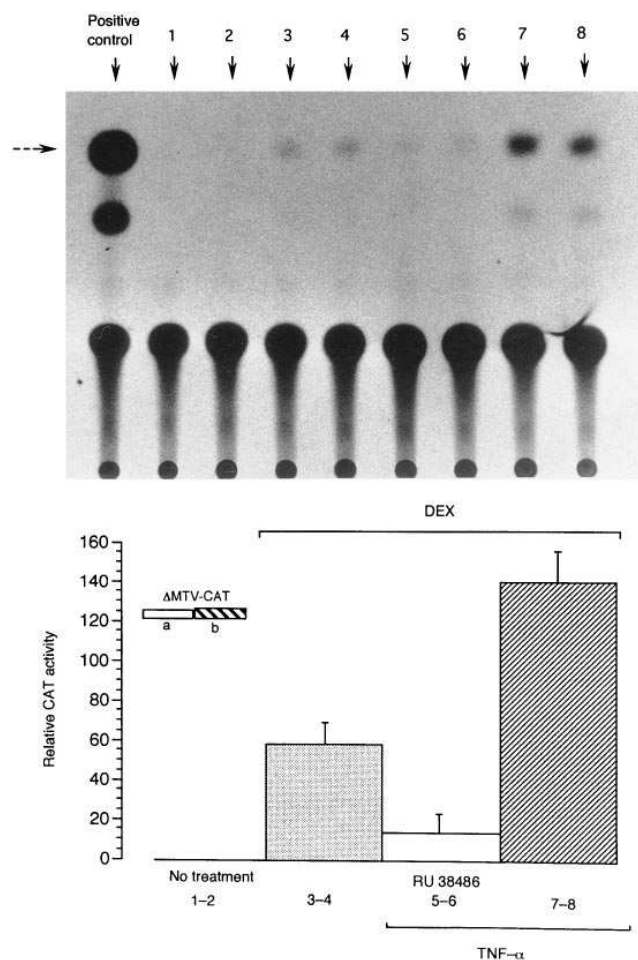 Positive
control
1 2 3 4 5 6 7 8
DEX
160
140
120
100
80
60
40
20
0
Relative CAT activity
ΔMTV-CAT
a b
No treatment
1–2
3–4
RU 38486
5–6
7–8
TNF–α